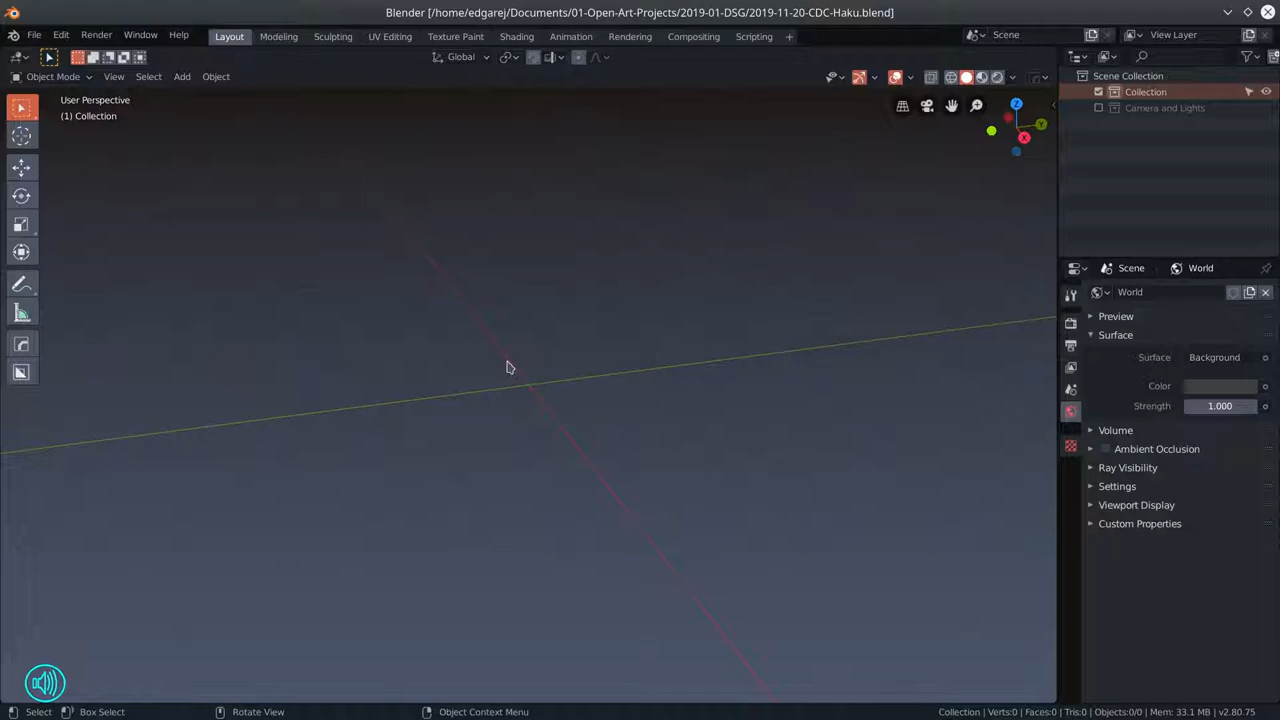 Blender [/home/edgarej/Documents/01-Open-Art-Projects/2019-01-DSG/2019-11-20-CDC-Haku.blend]
File Edit Render Window Help Layout Modeling Sculpting UV Editing Texture Paint Shading Animation Rendering Compositing Scripting + Scene View Layer
Global
Object Mode View Select Add Object
Scene Collection
Collection
Camera and Lights
User Perspective
(1) Collection
Z
Y
X
Scene World
World
Preview
Surface
Surface Background
Color
Strength 1.000
Volume
Ambient Occlusion
Ray Visibility
Settings
Viewport Display
Custom Properties
Select Box Select Rotate View Object Context Menu Collection | Verts:0 | Faces:0 | Tris:0 | Objects:0/0 | Mem: 33.1 MB | v2.80.75